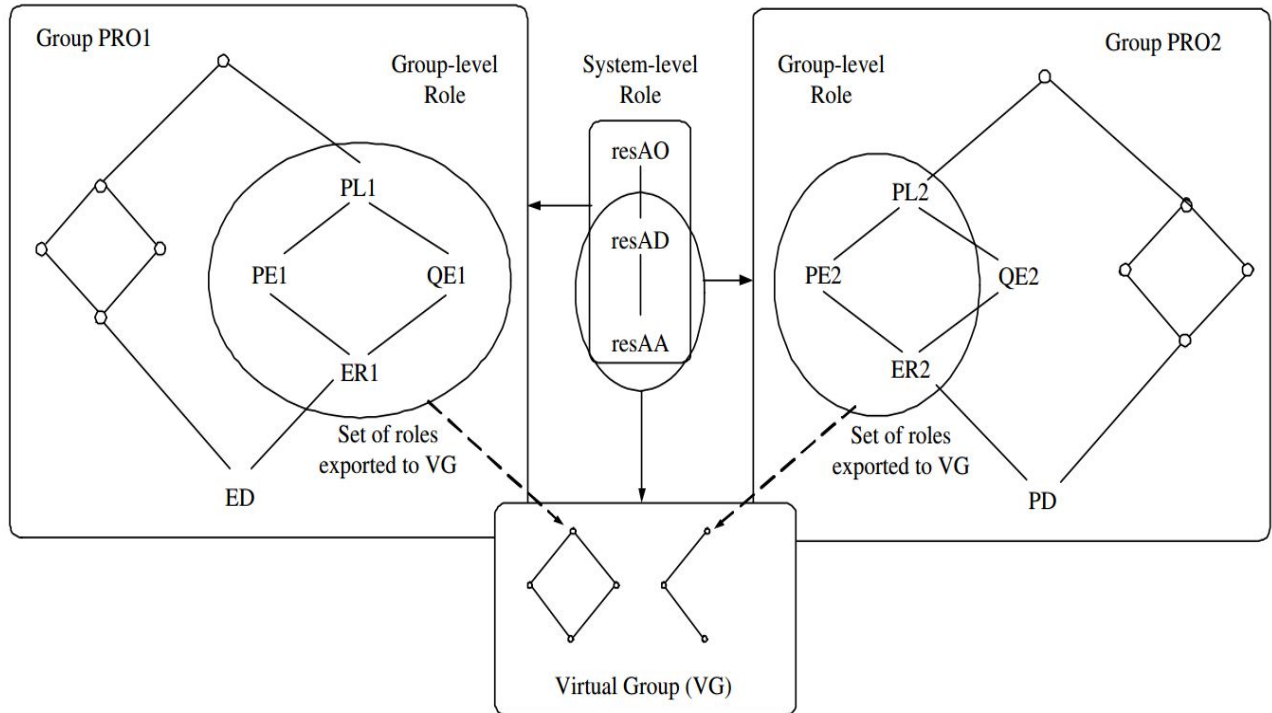 Group PRO1
Group-level
Role
PL1
PE1
QE1
ER1
Set of roles
exported to VG
ED
System-level
Role
resAO
resAD
resAA
Group PRO2
Group-level
Role
PL2
PE2
QE2
ER2
Set of roles
exported to VG
PD
Virtual Group (VG)